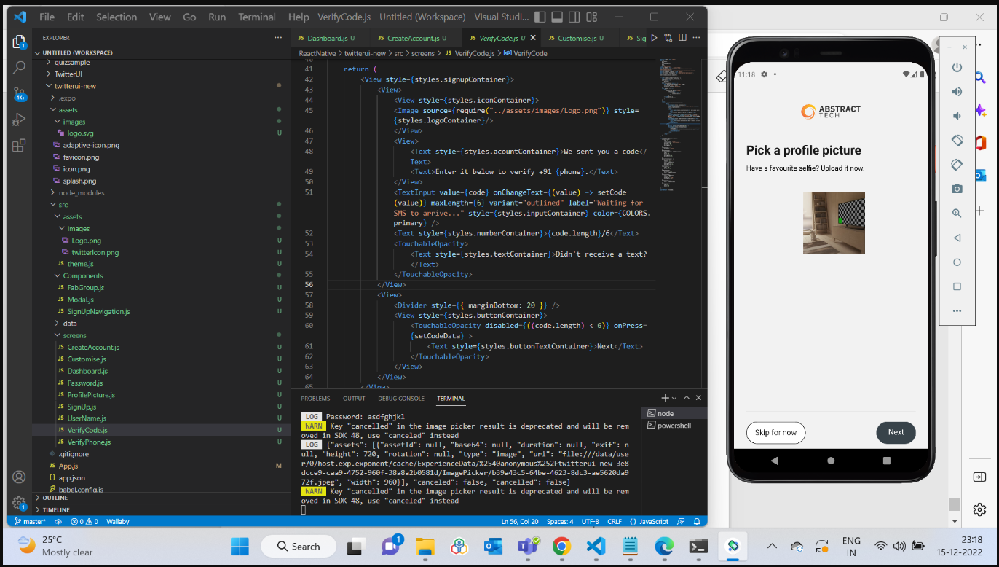 File Edit Selection View Go Run Terminal Help VerifyCode.js - Untitled (Workspace) - Visual Studi...
EXPLORER
UNTITLED (WORKSPACE)
quizsample
TwitterUI
twitterui-new
.expo
assets
images
logo.svg U
adaptive-icon.png
favicon.png
icon.png
splash.png
node_modules
src
assets
images
Logo.png U
twitterIcon.png U
theme.js U
Components
FabGroup.js U
Modal.js U
SignUpNavigation.js U
data
screens
CreateAccount.js U
Customise.js U
Dashboard.js U
Password.js U
ProfilePicture.js U
SignUp.js U
UserName.js U
VerifyCode.js U
VerifyPhone.js U
.gitignore
App.js M
app.json
babel.config.js
OUTLINE
TIMELINE
1
1K+
1
JS Dashboard.js U JS CreateAccount.js U JS VerifyCode.js U JS Customise.js U JS Sig
ReactNative > twitterui-new > src > screens > JS VerifyCode.js > VerifyCode
41 return (
42 <View style={styles.signupContainer}>
43 <View>
44 <View style={styles.iconContainer}>
45 <Image source={require("../assets/images/Logo.png")} style=
{styles.logoContainer}/>
46 </View>
47 <View>
48 <Text style={styles.acountContainer}>We sent you a code</
Text>
49 <Text>Enter it below to verify +91 {phone}.</Text>
50 </View>
51 <TextInput value={code} onChangeText={(value) => setCode
(value)} maxLength={6} variant="outlined" label="Waiting for
SMS to arrive..." style={styles.inputContainer} color={COLORS.
primary} />
52 <Text style={styles.numberContainer}>{code.length}/6</Text>
53 <TouchableOpacity>
54 <Text style={styles.textContainer}>Didn't receive a text?
</Text>
55 </TouchableOpacity>
56 </View>
57 <View>
58 <Divider style={{ marginBottom: 20 }} />
59 <View style={styles.buttonContainer}>
60 <TouchableOpacity disabled={((code.length) < 6)} onPress=
{setCodeData} >
61 <Text style={styles.buttonTextContainer}>Next</Text>
62 </TouchableOpacity>
63 </View>
64 </View>
65 </View>
PROBLEMS OUTPUT DEBUG CONSOLE TERMINAL
LOG Password: asdfghjkl
WARN Key "cancelled" in the image picker result is deprecated and will be rem
oved in SDK 48, use "canceled" instead
LOG {"assets": [{"assetId": null, "base64": null, "duration": null, "exif": n
ull, "height": 720, "rotation": null, "type": "image", "uri": "file:///data/use
r/0/host.exp.exponent/cache/ExperienceData/%2540anonymous%252Ftwitterui-new-3e8
dcce9-caa9-4752-960f-38a8a2b0581d/ImagePicker/b39a43c5-64be-4623-8dc3-ae5620da9
72f.jpeg", "width": 960}], "canceled": false, "cancelled": false}
WARN Key "cancelled" in the image picker result is deprecated and will be rem
oved in SDK 48, use "canceled" instead
node
powershell
master* 0 0 Wallaby Ln 56, Col 20 Spaces: 4 UTF-8 CRLF {} JavaScript
11:18
ABSTRACT
TECH
Pick a profile picture
Have a favourite selfie? Upload it now.
Skip for now
Next
25°C
Mostly clear
Search
1
ENG
IN
23:18
15-12-2022